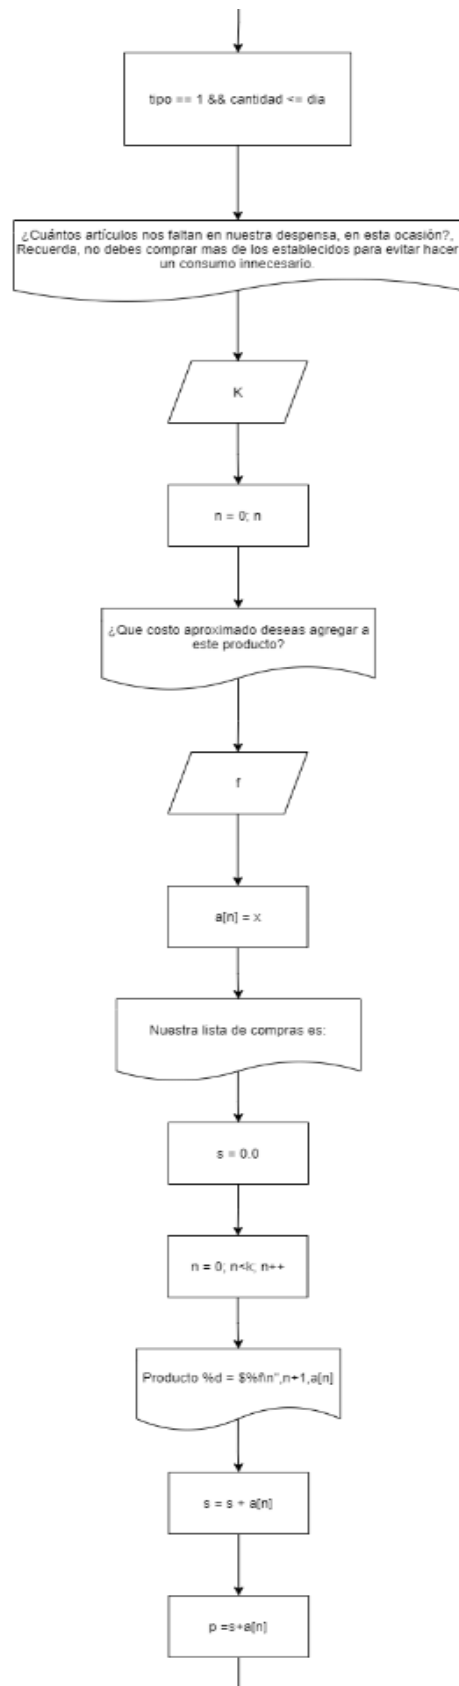 tipo == 1 && cantidad <= dia
¿Cuántos artículos nos faltan en nuestra despensa, en esta ocasión?,
Recuerda, no debes comprar mas de los establecidos para evitar hacer
un consumo innecesario.
K
n = 0; n
¿Que costo aproximado deseas agregar a
este producto?
f
a[n] = x
Nuestra lista de compras es:
s = 0.0
n = 0; n<k; n++
Producto %d = $%f\n",n+1,a[n]
s = s + a[n]
p =s+a[n]